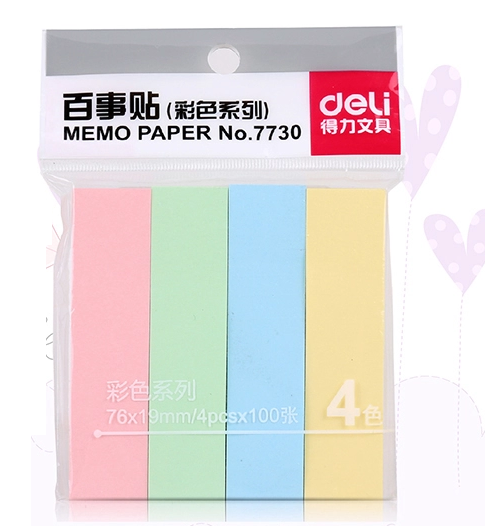 百事贴(彩色系列)
MEMO PAPER No.7730
deli
得力文具
彩色系列
76x19mm/4pcsx100张
4色